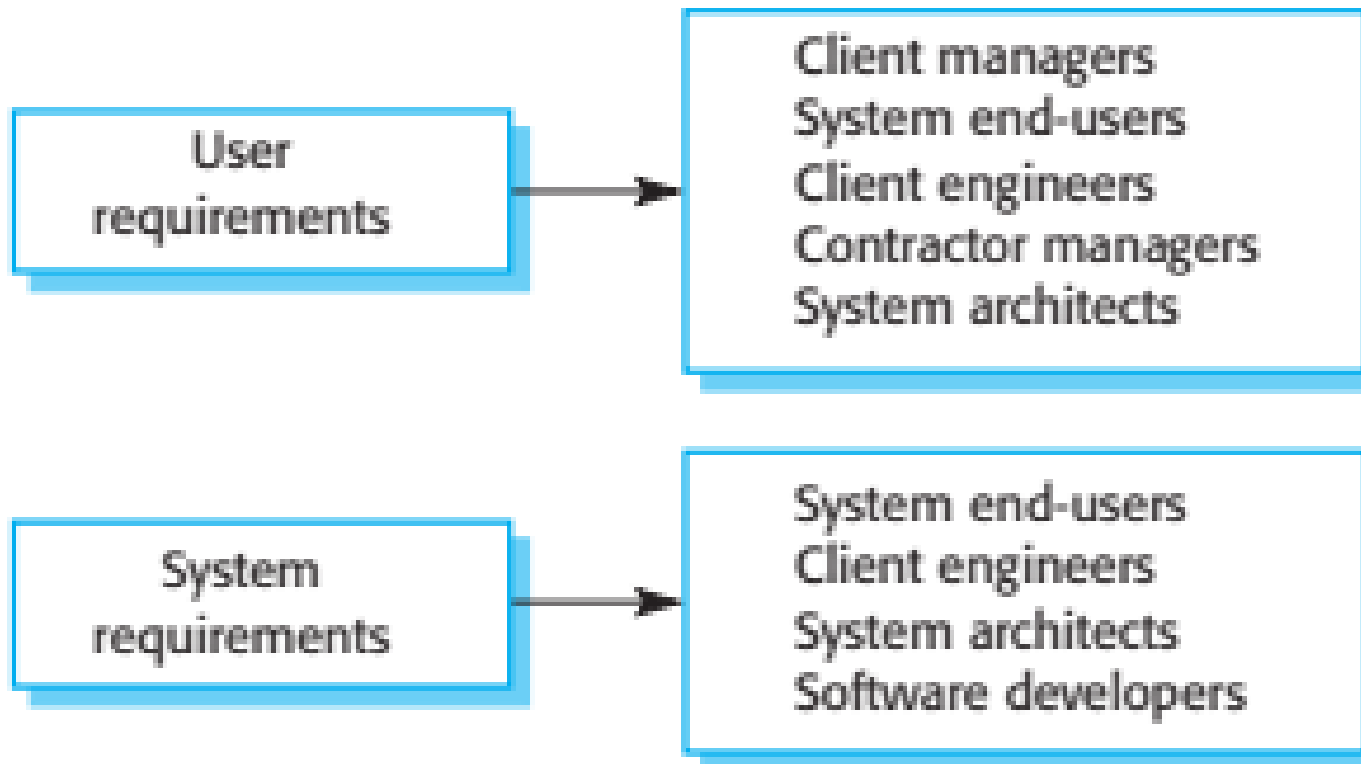 User
requirements
Client managers
System end-users
Client engineers
Contractor managers
System architects
System
requirements
System end-users
Client engineers
System architects
Software developers